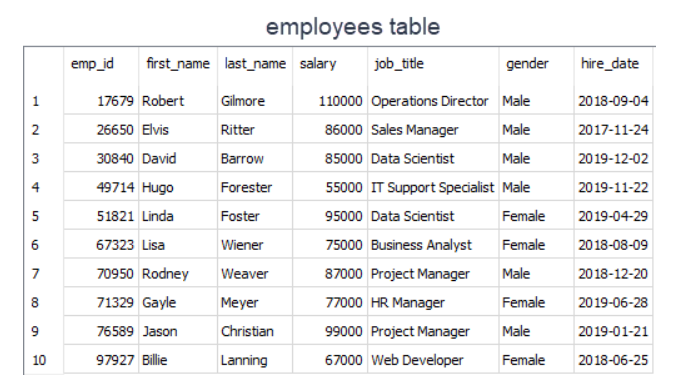 employees table
emp_id first_name last_name salary job_title gender hire_date
1 17679 Robert Gilmore 110000 Operations Director Male 2018-09-04
2 26650 Elvis Ritter 86000 Sales Manager Male 2017-11-24
3 30840 David Barrow 85000 Data Scientist Male 2019-12-02
4 49714 Hugo Forester 55000 IT Support Specialist Male 2019-11-22
5 51821 Linda Foster 95000 Data Scientist Female 2019-04-29
6 67323 Lisa Wiener 75000 Business Analyst Female 2018-08-09
7 70950 Rodney Weaver 87000 Project Manager Male 2018-12-20
8 71329 Gayle Meyer 77000 HR Manager Female 2019-06-28
9 76589 Jason Christian 99000 Project Manager Male 2019-01-21
10 97927 Billie Lanning 67000 Web Developer Female 2018-06-25